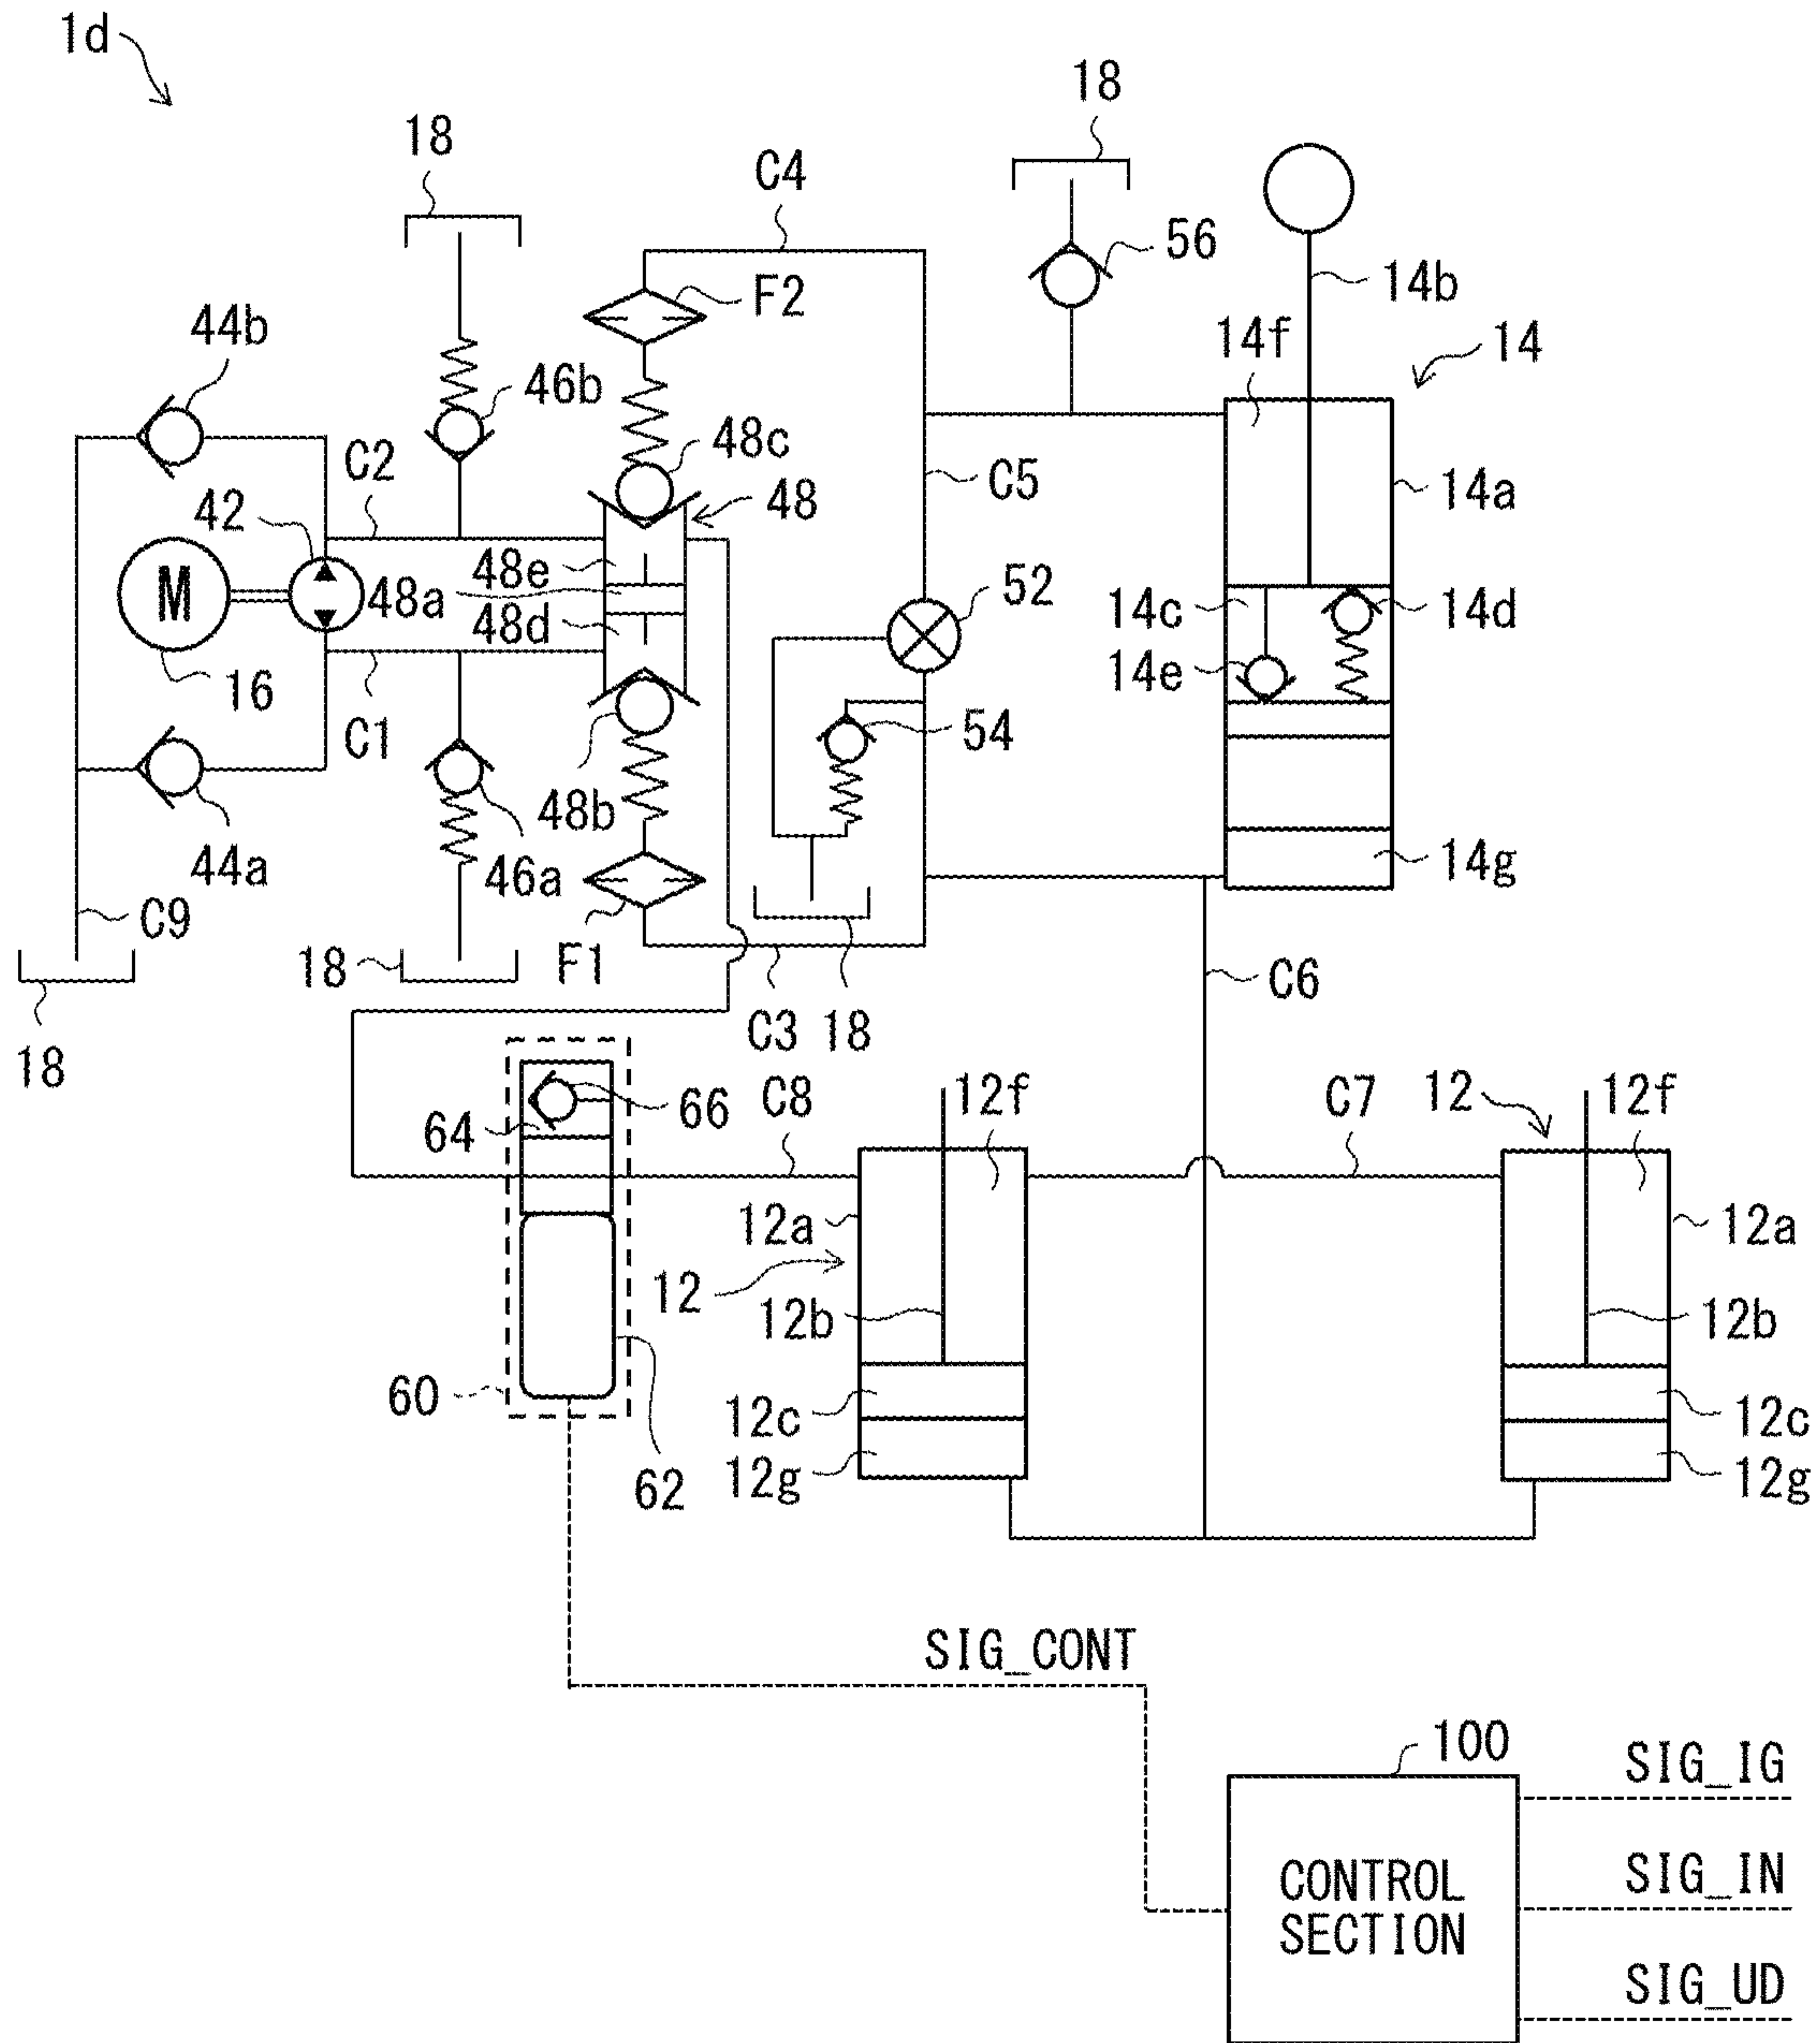 1d
18
18
C4
56
14b
F2
44b
14f
14
46b
48c
C2
C5
14a
48
42
48e
M
48a
52
14c
14d
48d
14e
16
C1
54
48b
44a
46a
14g
C9
18
F1
C6
18
C3
18
66
C8
12f
C7
12
12f
64
12a
12a
12
12b
12b
60
12c
12c
62
12g
12g
SIG_CONT
100
SIG_IG
CONTROL
SECTION
SIG_IN
SIG_UD
18